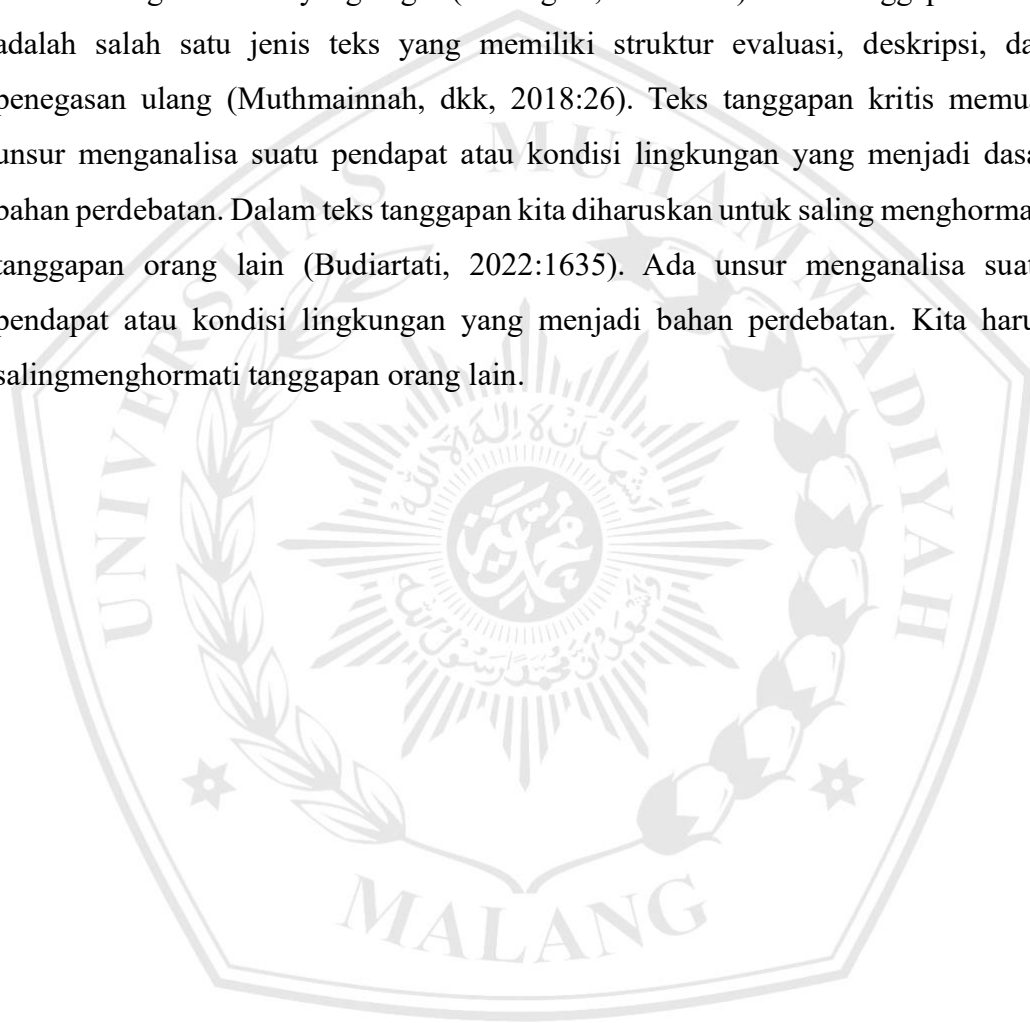 adalah salah satu jenis teks yang memiliki struktur evaluasi, deskripsi, da
penegasan ulang (Muthmainnah, dkk, 2018:26). Teks tanggapan kritis memua
unsur menganalisa suatu pendapat atau kondisi lingkungan yang menjadi dasa
bahan perdebatan. Dalam teks tanggapan kita diharuskan untuk saling menghorma
tanggapan orang lain (Budiartati, 2022:1635). Ada unsur menganalisa suat
pendapat atau kondisi lingkungan yang menjadi bahan perdebatan. Kita haru
salingmenghormati tanggapan orang lain.
UNIVERSITAS MUHAMMADIYAH
MALANG